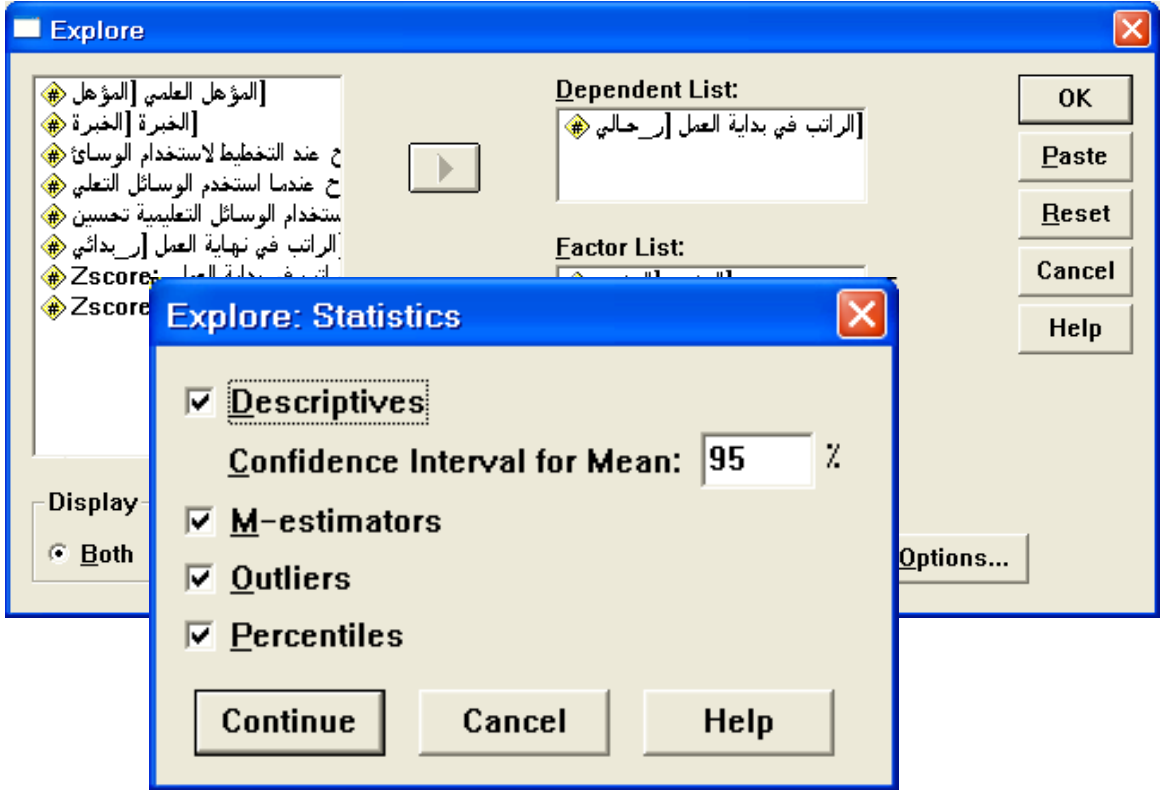 Explore
[المؤهل العلمي [المؤهل
[الخبرة [الخبرة
ح عند التخطيط لاستخدام الوسائ
ح عندما استخدم الوسائل التعلي
ستخدام الوسائل التعليمية تحسين
الراتب في نهاية العمل [ر_بدائي
Zscore:
Zscore
Dependent List:
[الراتب في بداية العمل [ر_حالي
Factor List:
OK
Paste
Reset
Cancel
Help
Display
Both
Options...
Explore: Statistics
Descriptives
Confidence Interval for Mean: 95 %
M-estimators
Outliers
Percentiles
Continue Cancel Help